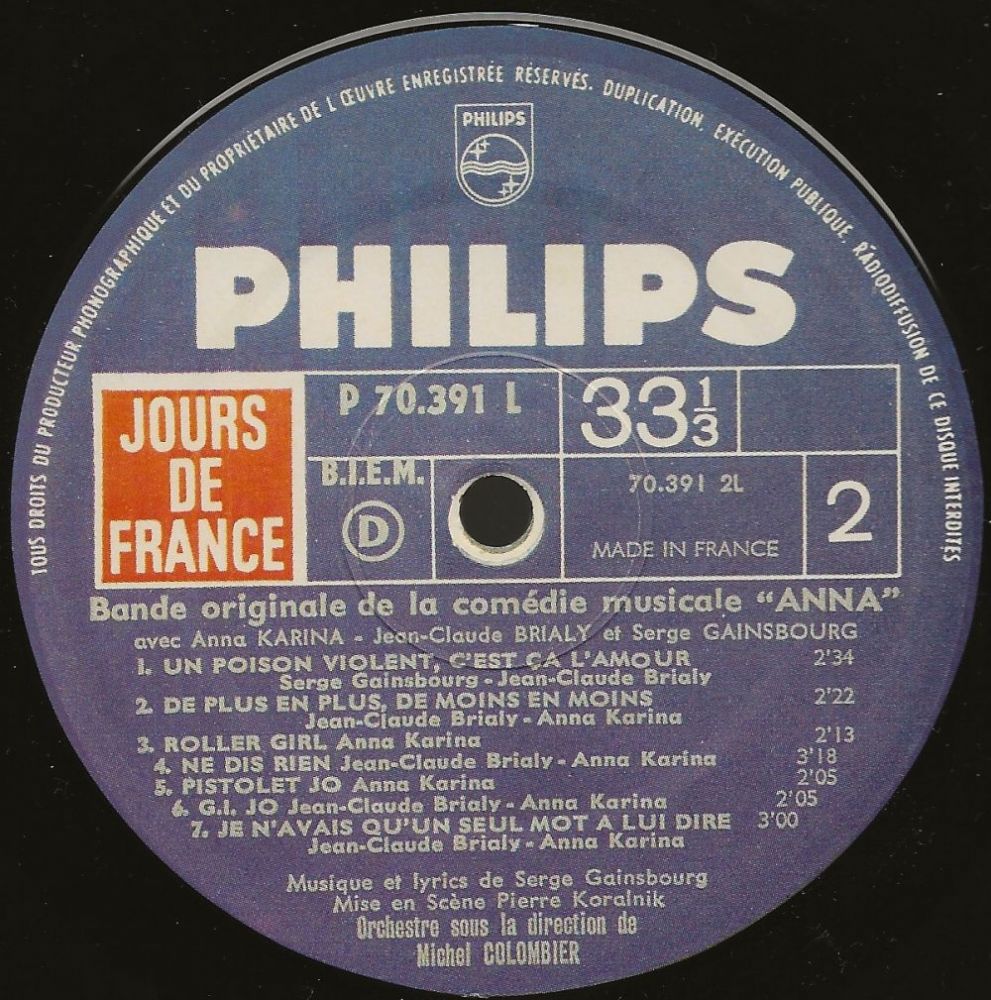 TOUS DROITS DU PRODUCTEUR PHONOGRAPHIQUE ET DU PROPRIÉTAIRE DE L ŒUVRE ENREGISTRÉE RÉSERVÉS. DUPLICATION, EXÉCUTION PUBLIQUE, RADIODIFFUSION DE CE DISQUE INTERDITES
PHILIPS
PHILIPS
JOURS
DE
FRANCE
P 70.391 L
33 1/3
B.I.E.M.
D
70.391 2L
MADE IN FRANCE
2
Bande originale de la comédie musicale "ANNA"
avec Anna KARINA - Jean-Claude BRIALY et Serge GAINSBOURG
1. UN POISON VIOLENT, C'EST ÇA L'AMOUR 2'34
Serge Gainsbourg - Jean-Claude Brialy
2. DE PLUS EN PLUS, DE MOINS EN MOINS 2'22
Jean-Claude Brialy - Anna Karina
3. ROLLER GIRL Anna Karina 2'13
4. NE DIS RIEN Jean-Claude Brialy - Anna Karina 3'18
5. PISTOLET JO Anna Karina 2'05
6. G.I. JO Jean-Claude Brialy - Anna Karina 2'05
7. JE N'AVAIS QU'UN SEUL MOT A LUI DIRE 3'00
Jean-Claude Brialy - Anna Karina
Musique et lyrics de Serge Gainsbourg
Mise en Scène Pierre Koralnik
Orchestre sous la direction de
Michel COLOMBIER